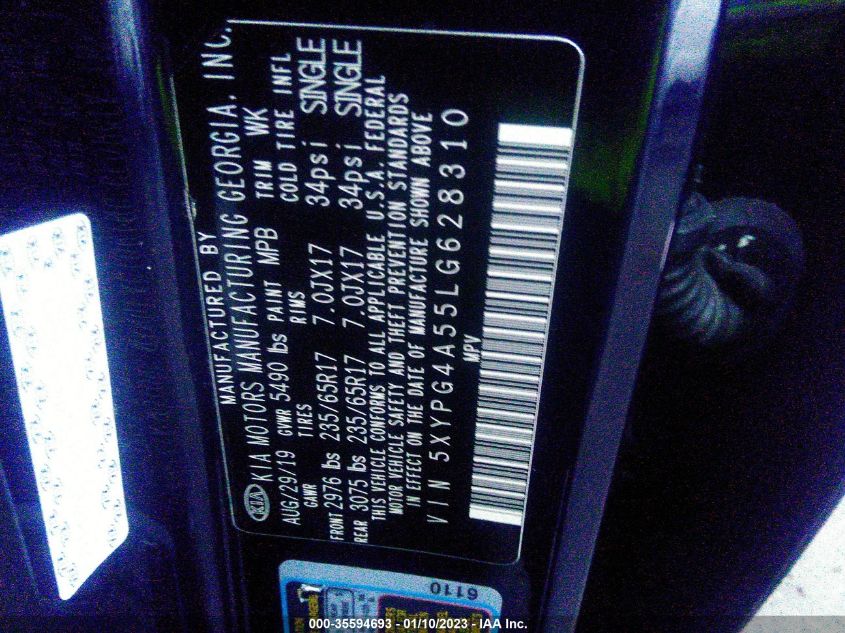 MANUFACTURED BY
KIA KIA MOTORS MANUFACTURING GEORGIA, INC.
AUG/29/19 GVWR 5490 lbs PAINT MPB TRIM WK
GAWR TIRES RIMS COLD TIRE INFL
FRONT 2976 lbs 235/65R17 7.0JX17 34psi SINGLE
REAR 3075 lbs 235/65R17 7.0JX17 34psi SINGLE
THIS VEHICLE CONFORMS TO ALL APPLICABLE U.S.A. FEDERAL
MOTOR VEHICLE SAFETY AND THEFT PREVENTION STANDARDS
IN EFFECT ON THE DATE OF MANUFACTURE SHOWN ABOVE
VIN 5XYPG4A55LG628310
MPV
6110
000-35594693 - 01/10/2023 - IAA Inc.